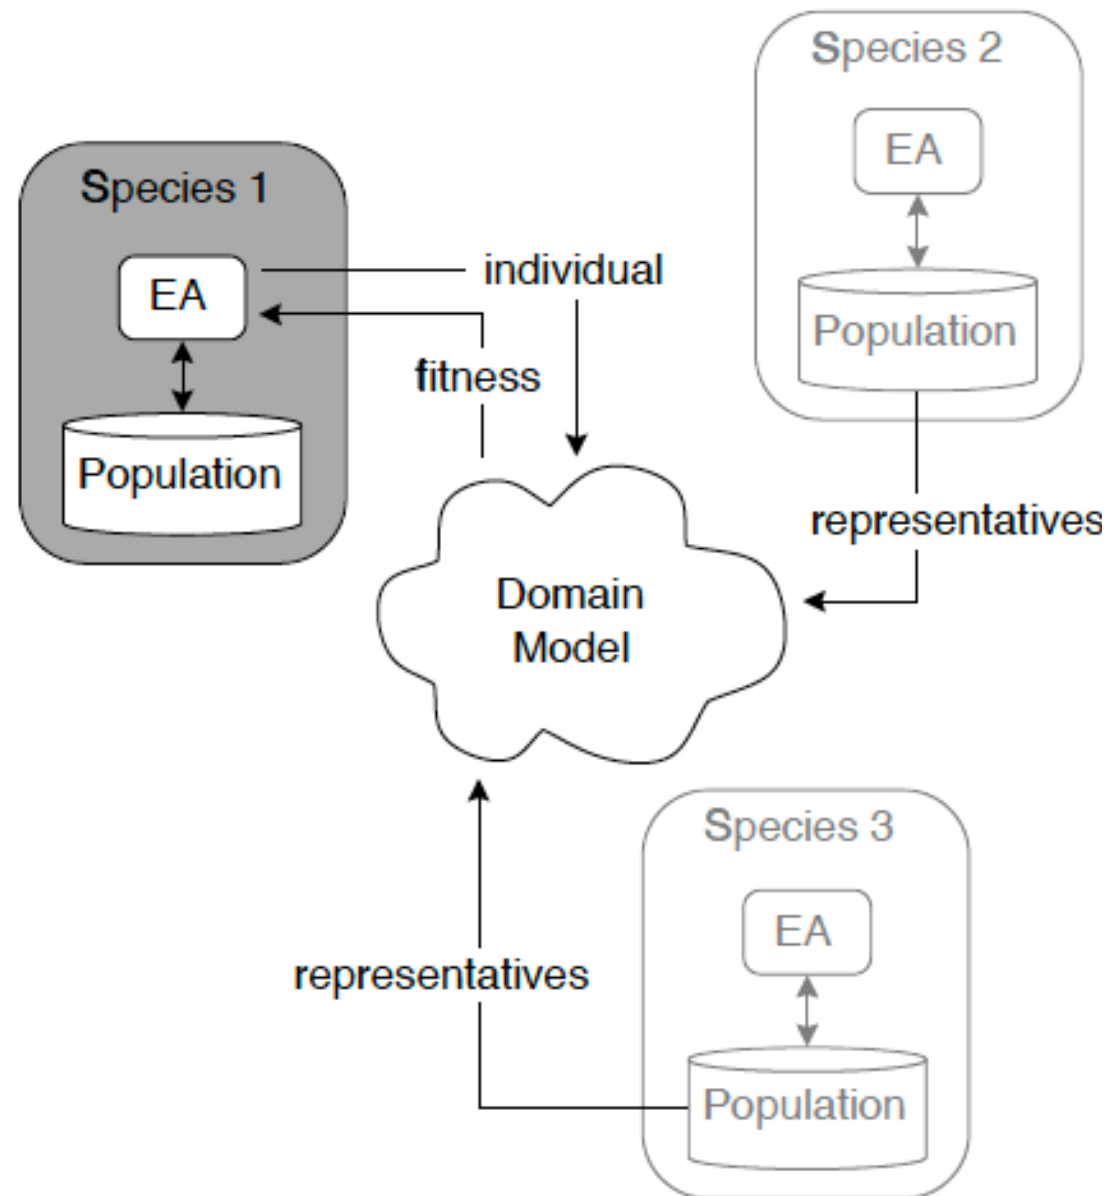 Species 1
EA
Population
individual
fitness
Species 2
EA
Population
representatives
Domain
Model
Species 3
EA
Population
representatives